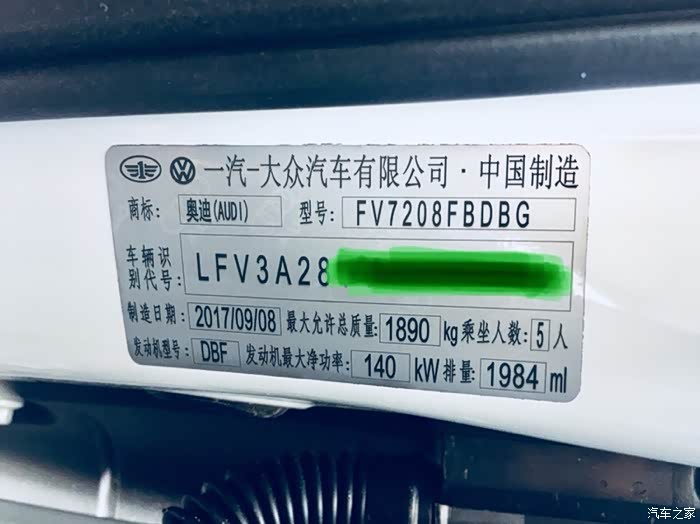 一汽-大众汽车有限公司·中国制造
商标: 奥迪(AUDI) 型号: FV7208FBDBG
车辆识别代号: LFV3A28
制造日期: 2017/09/08 最大允许总质量: 1890 kg 乘坐人数: 5 人
发动机型号: DBF 发动机最大净功率: 140 kW 排量: 1984 ml
汽车之家